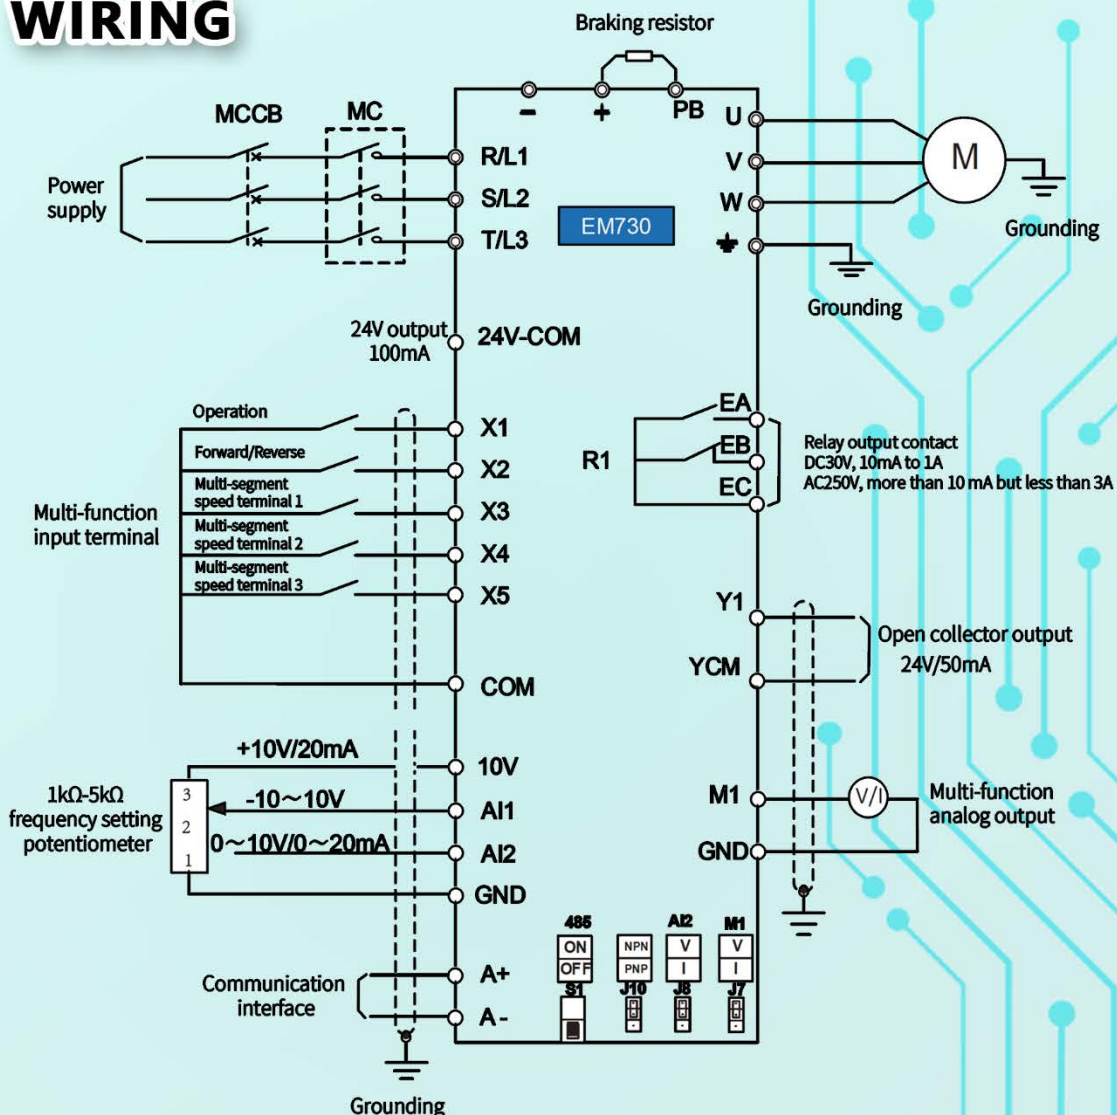 WIRING
Braking resistor
MCCB
MC
-
+
PB
U
V
W
M
Power
supply
R/L1
S/L2
T/L3
EM730
Grounding
Grounding
24V output
100mA
24V-COM
Operation
X1
Forward/Reverse
X2
Multi-segment
speed terminal 1
X3
Multi-segment
speed terminal 2
X4
Multi-segment
speed terminal 3
X5
Multi-function
input terminal
COM
R1
EA
EB
EC
Relay output contact
DC30V, 10mA to 1A
AC250V, more than 10 mA but less than 3A
Y1
YCM
Open collector output
24V/50mA
+10V/20mA
10V
1kΩ-5kΩ
frequency setting
potentiometer
3
2
1
-10～10V
AI1
0～10V/0～20mA
AI2
GND
M1
V/I
GND
Multi-function
analog output
Communication
interface
A+
A-
Grounding
485
ON
OFF
S1
NPN
PNP
J10
AI2
V
I
J8
M1
V
I
J7